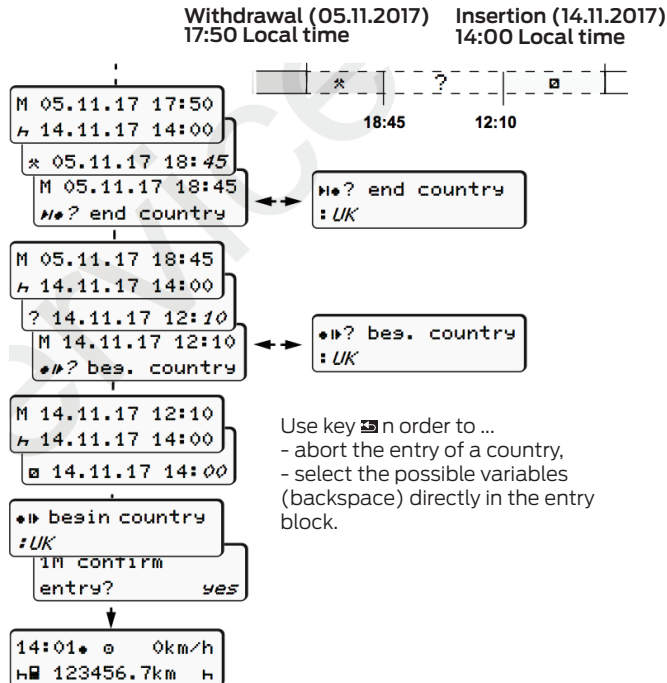 Withdrawal (05.11.2017) Insertion (14.11.2017)
17:50 Local time 14:00 Local time
?
18:45 12:10
M 05.11.17 17:50
14.11.17 14:00
05.11.17 18:45
M 05.11.17 18:45
? end country
? end country
:UK
M 05.11.17 18:45
14.11.17 14:00
? 14.11.17 12:10
M 14.11.17 12:10
? beg. country
? beg. country
:UK
M 14.11.17 12:10
14.11.17 14:00
14.11.17 14:00
Use key n order to ...
- abort the entry of a country,
- select the possible variables
(backspace) directly in the entry
block.
begin country
:UK
1M confirm
entry? yes
14:01 0km/h
123456.7km
ervice